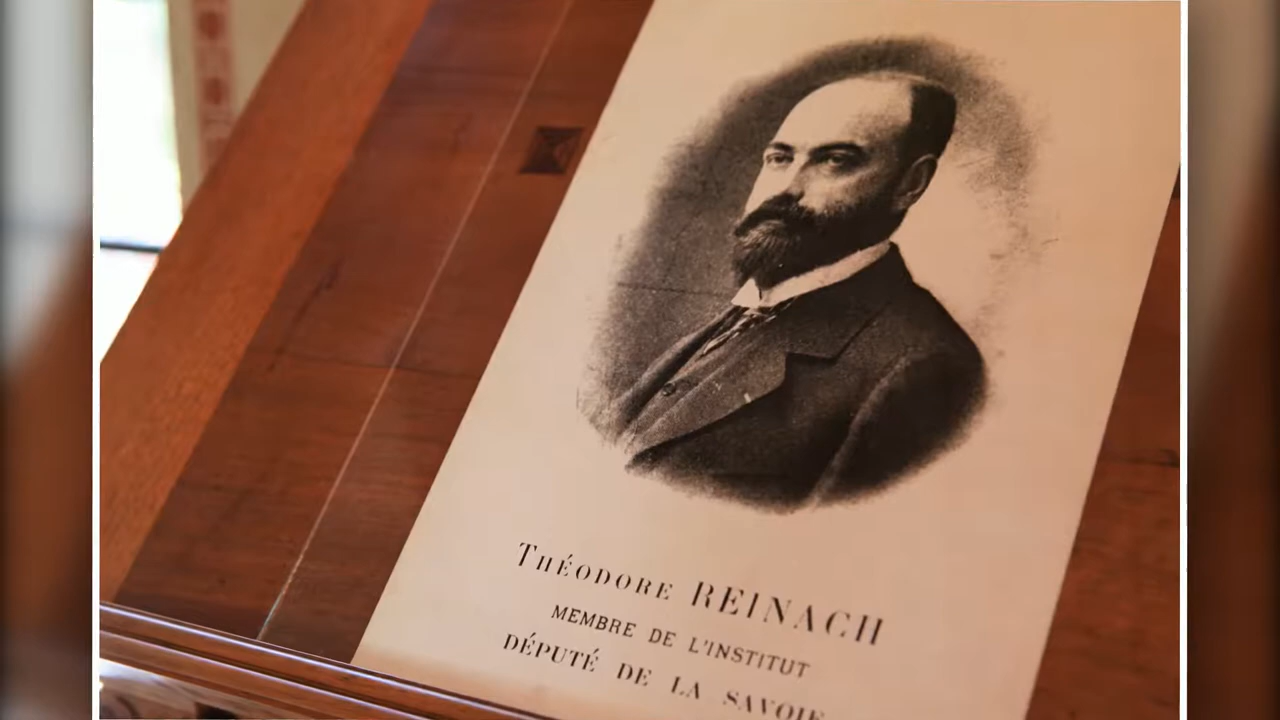 Théodore REINACH
MEMBRE DE L'INSTITUT
DÉPUTÉ DE LA SAVOIE